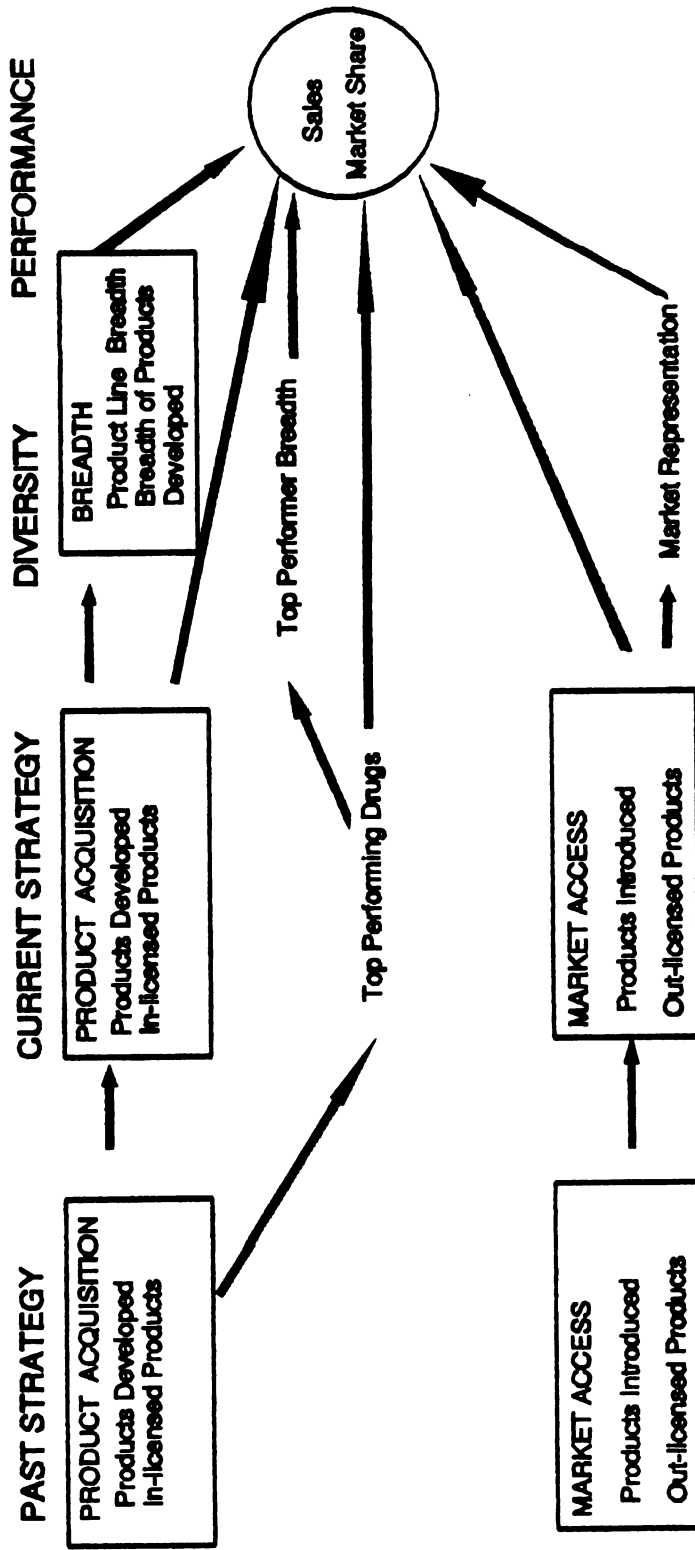 PAST STRATEGY
CURRENT STRATEGY
DIVERSITY
PERFORMANCE
PRODUCT ACQUISITION
Products Developed
In-licensed Products
PRODUCT ACQUISITION
Products Developed
In-licensed Products
BREADTH
Product Line Breadth
Breadth of Products
Developed
Sales
Market Share
Top Performer Breadth
Top Performing Drugs
MARKET ACCESS
Products Introduced
Out-licensed Products
MARKET ACCESS
Products Introduced
Out-licensed Products
Market Representation